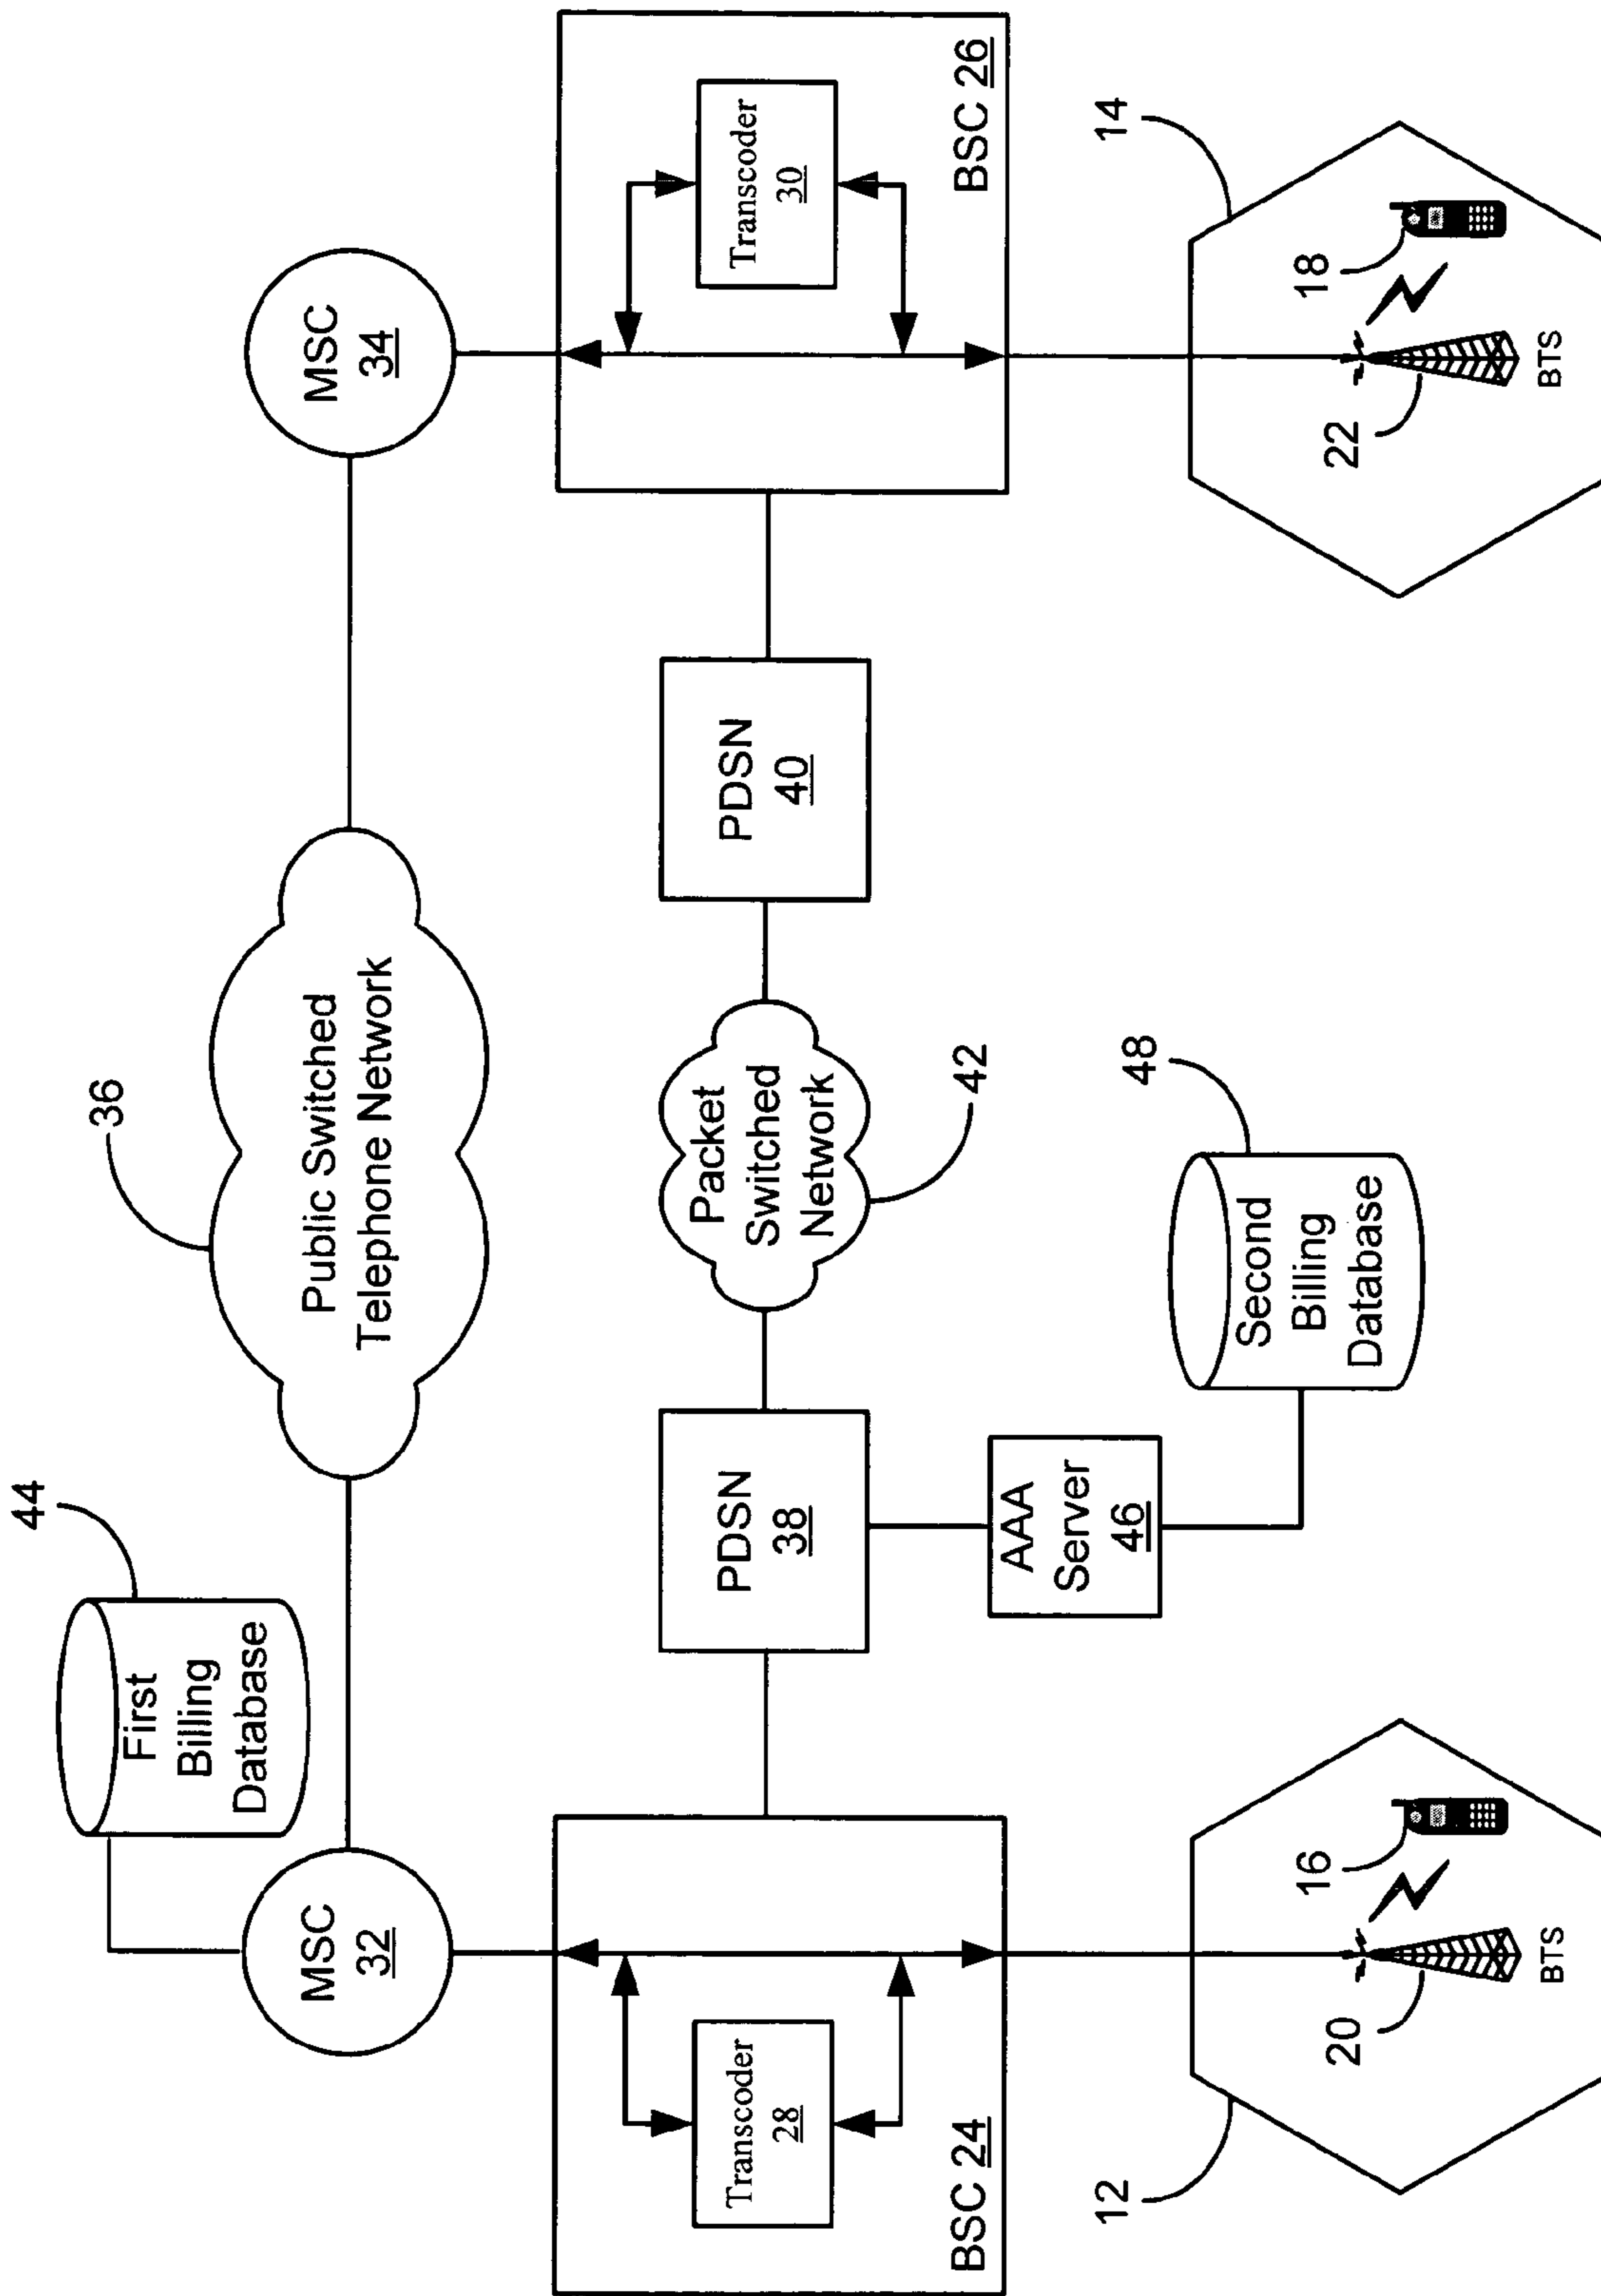 44
First
Billing
Database
36
MSC
32
Public Switched
Telephone Network
MSC
34
Transcoder
28
BSC 24
PDSN
38
Packet
Switched
Network
42
PDSN
40
Transcoder
30
BSC 26
AAA
Server
46
Second
Billing
Database
48
12
16
20
BTS
14
18
22
BTS